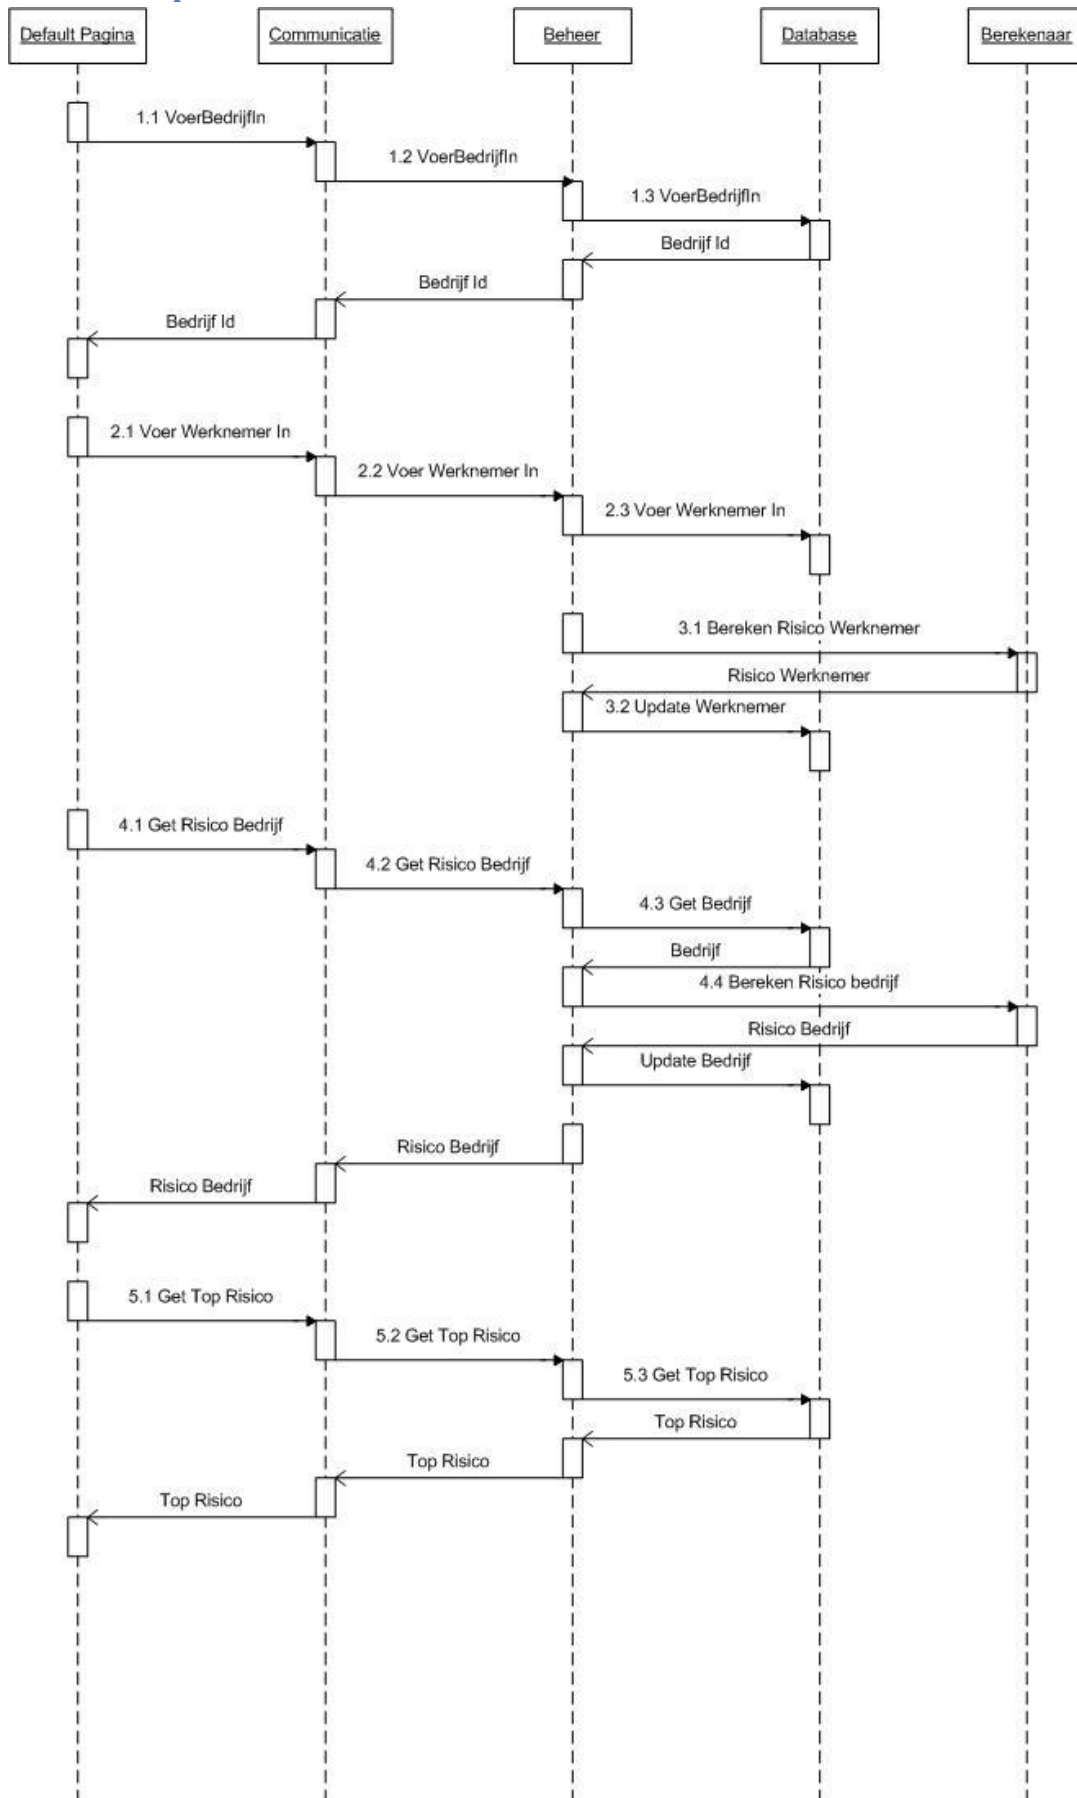 Default Pagina
Communicatie
Beheer
Database
Berekenaar
1.1 VoerBedrijfIn
1.2 VoerBedrijfIn
1.3 VoerBedrijfIn
Bedrijf Id
Bedrijf Id
Bedrijf Id
2.1 Voer Werknemer In
2.2 Voer Werknemer In
2.3 Voer Werknemer In
3.1 Bereken Risico Werknemer
Risico Werknemer
3.2 Update Werknemer
4.1 Get Risico Bedrijf
4.2 Get Risico Bedrijf
4.3 Get Bedrijf
Bedrijf
4.4 Bereken Risico bedrijf
Risico Bedrijf
Update Bedrijf
Risico Bedrijf
Risico Bedrijf
5.1 Get Top Risico
5.2 Get Top Risico
5.3 Get Top Risico
Top Risico
Top Risico
Top Risico